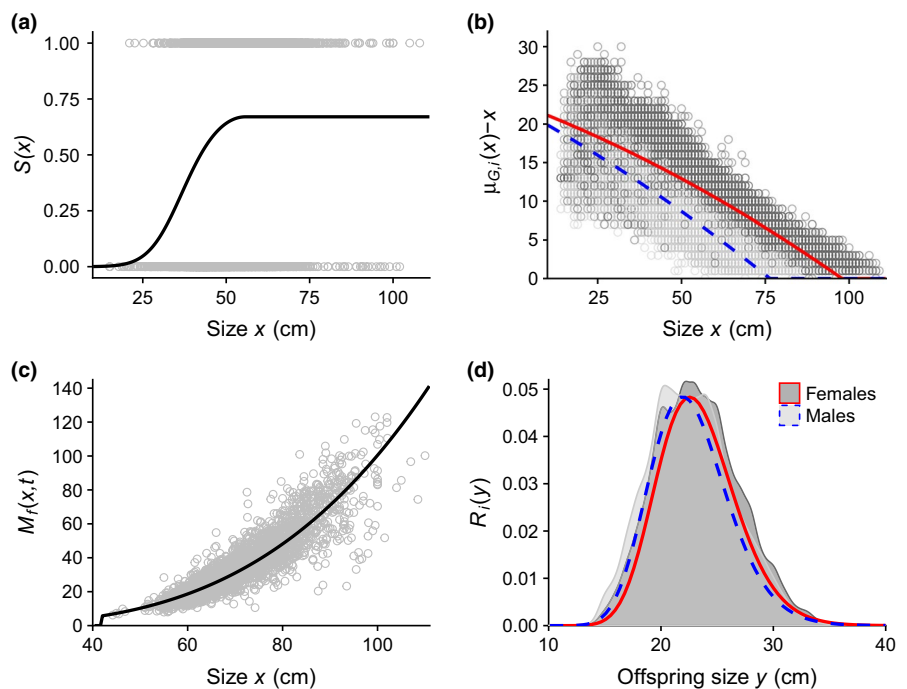 (a)
1.00
0.75
0.50
0.25
0.00
S(x)
25 50 75 100
Size x (cm)
(b)
30
25
20
15
10
5
0
μG,i(x)−x
25 50 75 100
Size x (cm)
(c)
140
120
100
80
60
40
20
0
Mf(x,t)
40 60 80 100
Size x (cm)
(d)
0.05
0.04
0.03
0.02
0.01
0.00
Ri(y)
Females
Males
10 20 30 40
Offspring size y (cm)